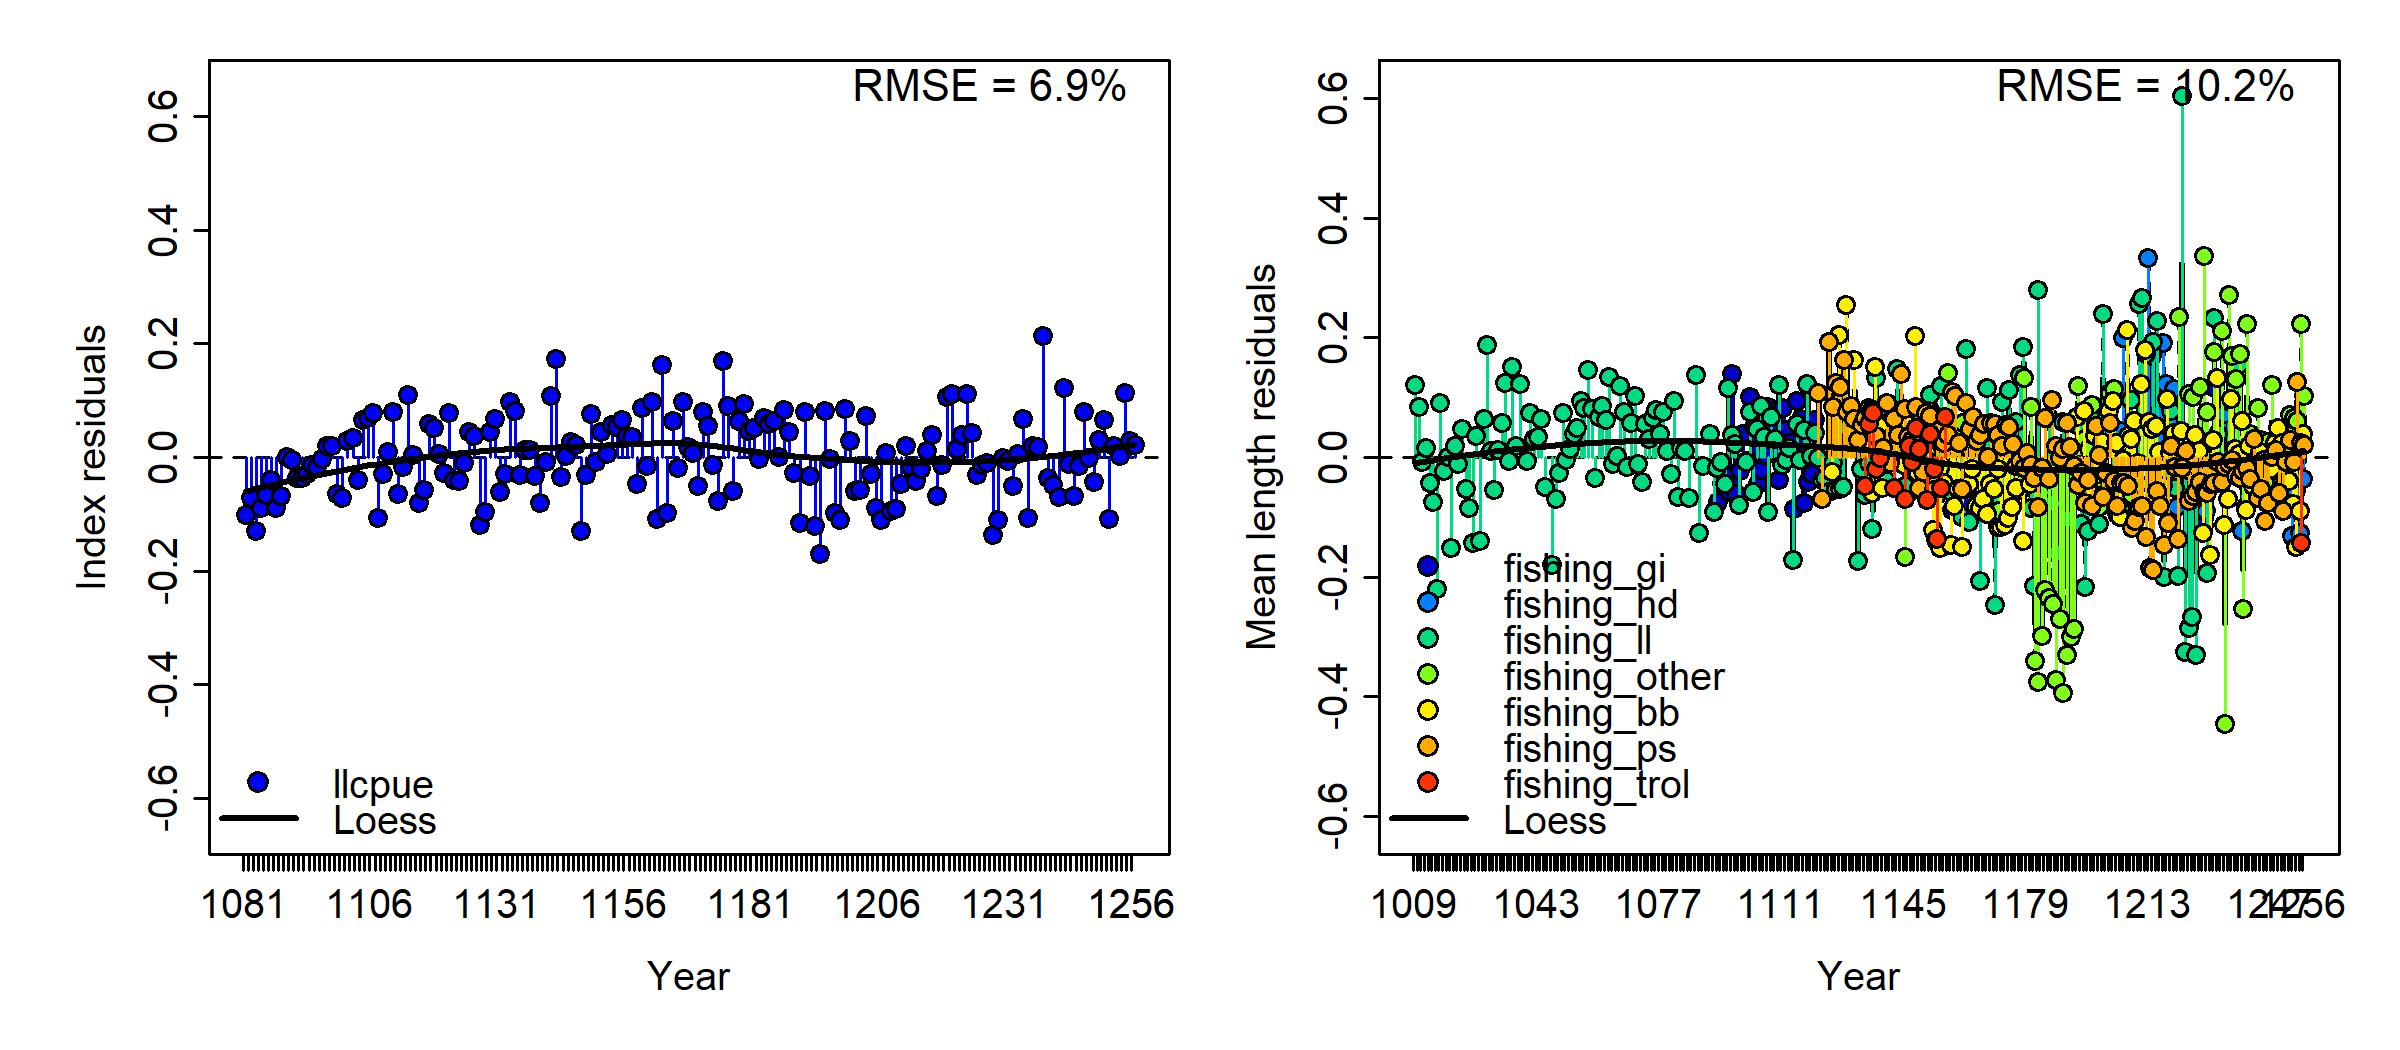 RMSE = 6.9%
Index residuals
0.6
0.4
0.2
0.0
-0.2
-0.4
-0.6
llcpue
Loess
1081 1106 1131 1156 1181 1206 1231 1256
Year
RMSE = 10.2%
Mean length residuals
0.6
0.4
0.2
0.0
-0.2
-0.4
-0.6
fishing_gi
fishing_hd
fishing_ll
fishing_other
fishing_bb
fishing_ps
fishing_trol
Loess
1009 1043 1077 1111 1145 1179 1213 1247 1256
Year